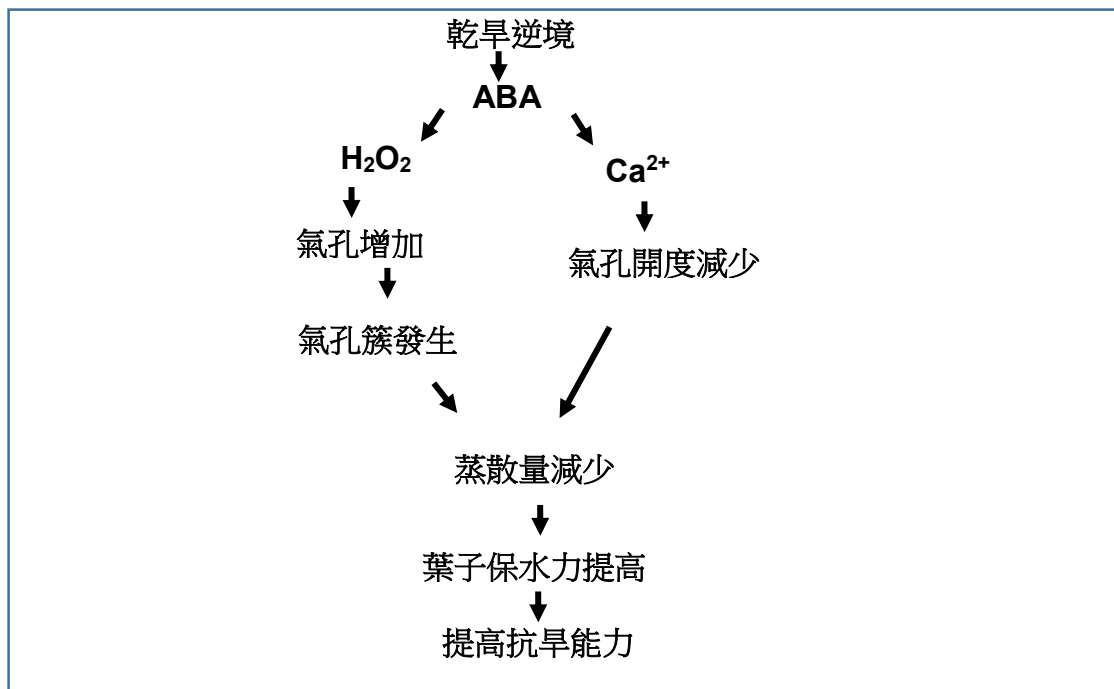 乾旱逆境
ABA
H₂O₂
Ca²⁺
氣孔增加
氣孔開度減少
氣孔簇發生
蒸散量減少
葉子保水力提高
提高抗旱能力